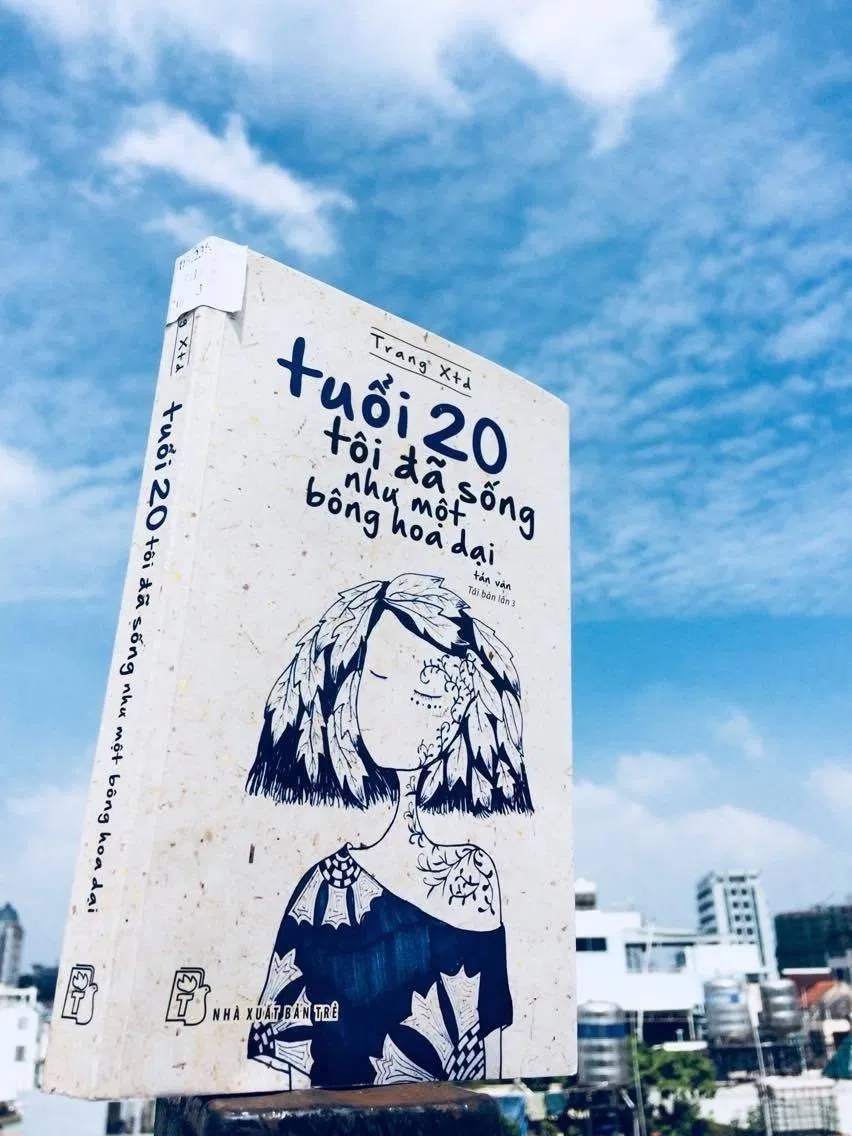 Trang Xtd
tuổi 20
tôi đã sống
như một
bông hoa dại
tản văn
Tái bản lần 3
NHÀ XUẤT BẢN TRẺ
Xtd
tuổi 20 tôi đã sống như một bông hoa dại